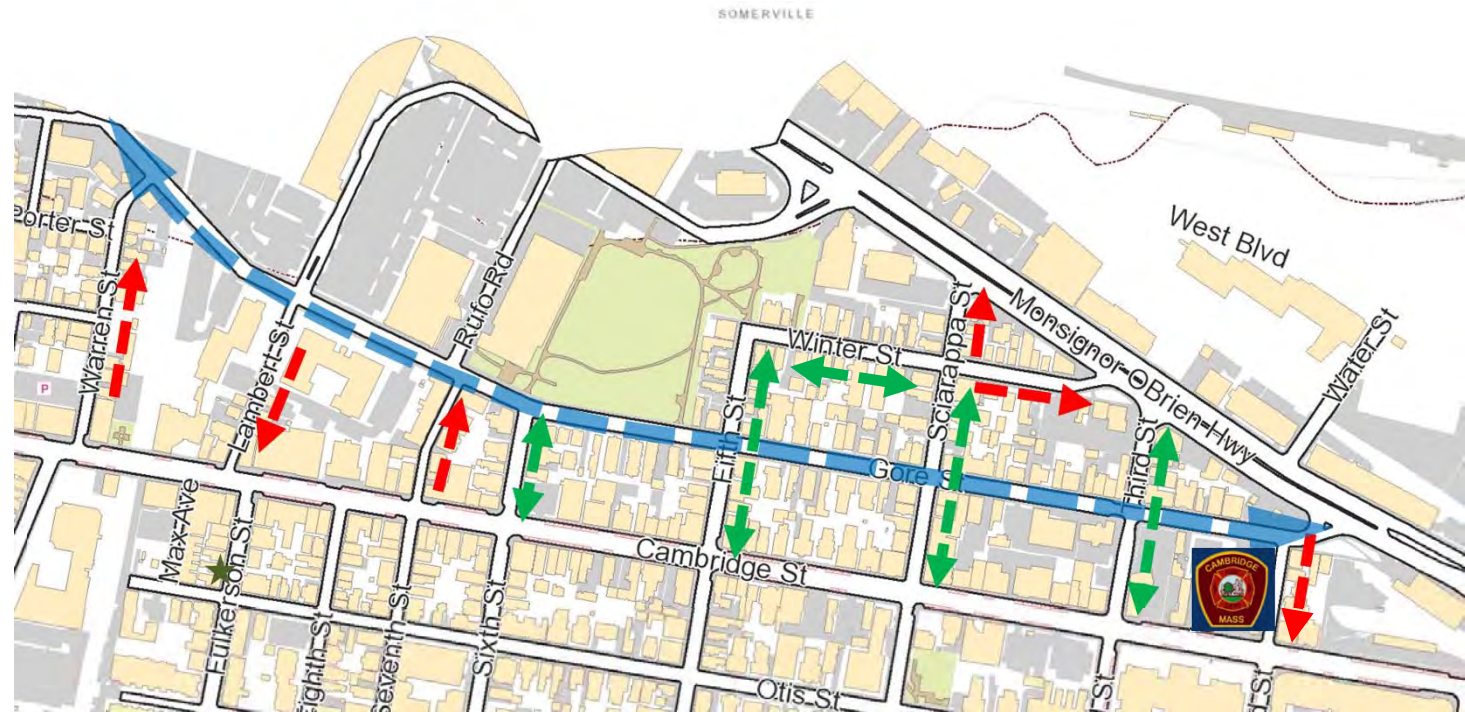 SOMERVILLE
West Blvd
Porter St
Warren St
Lambert St
Rufo Rd
Winter St
Sciarappa St
Monsignor OBrien Hwy
Water St
P
Fifth St
Gore St
Third St
Max Ave
Fulkerson St
Cambridge St
CAMBRIDGE
MASS
Eighth St
Seventh St
Sixth St
Otis St
St
St